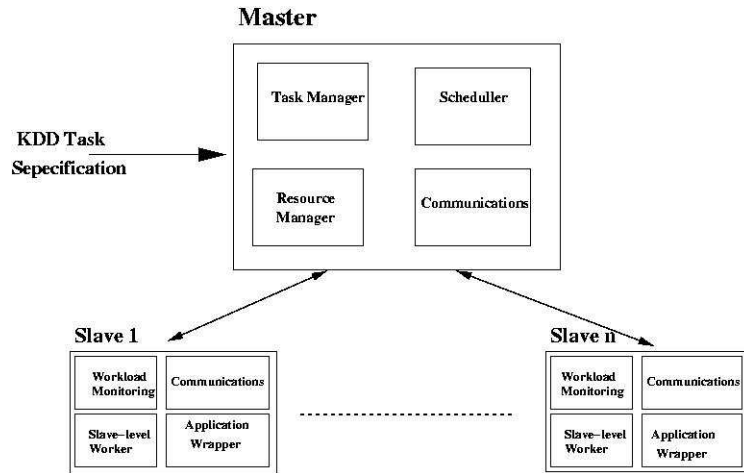 Master
Task Manager
Scheduller
KDD Task
Sepecification
Resource
Manager
Communications
Slave 1
Workload
Monitoring
Communications
Slave-level
Worker
Application
Wrapper
Slave n
Workload
Monitoring
Communications
Slave-level
Worker
Application
Wrapper